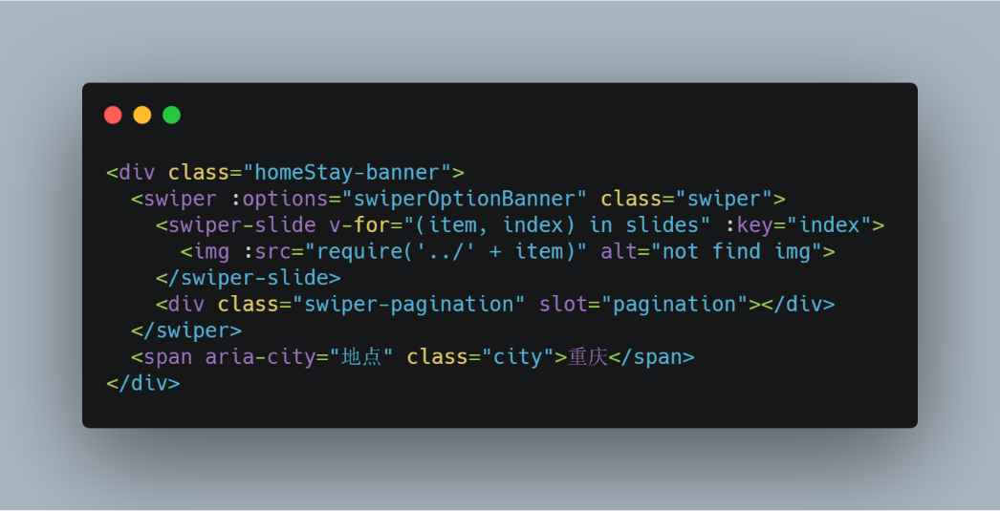 <div class="homeStay-banner">
  <swiper :options="swiperOptionBanner" class="swiper">
    <swiper-slide v-for="(item, index) in slides" :key="index">
      <img :src="require('../' + item)" alt="not find img">
    </swiper-slide>
    <div class="swiper-pagination" slot="pagination"></div>
  </swiper>
  <span aria-city="地点" class="city">重庆</span>
</div>